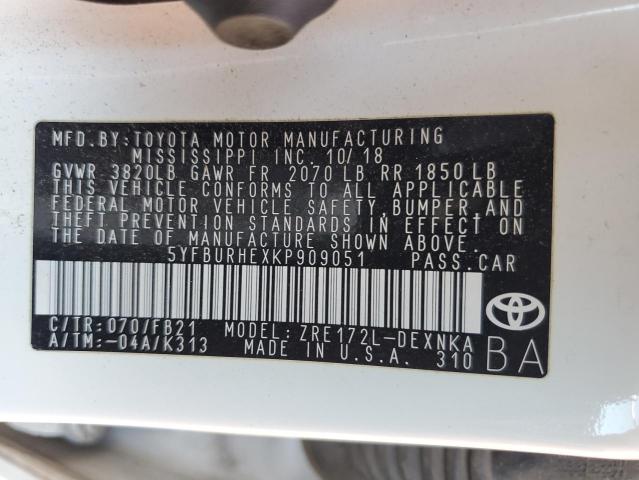 MFD.BY:TOYOTA MOTOR MANUFACTURING
MISSISSIPPI INC. 10/18
GVWR 3820LB GAWR FR 2070 LB RR 1850 LB
THIS VEHICLE CONFORMS TO ALL APPLICABLE
FEDERAL MOTOR VEHICLE SAFETY,BUMPER,AND
THEFT PREVENTION STANDARDS IN EFFECT ON
THE DATE OF MANUFACTURE SHOWN ABOVE.
5YFBURHEXKP909051 PASS.CAR
C/TR:070/FB21 MODEL:ZRE172L-DEXNKA
A/TM:-04A/K313 MADE IN U.S.A. 310 BA